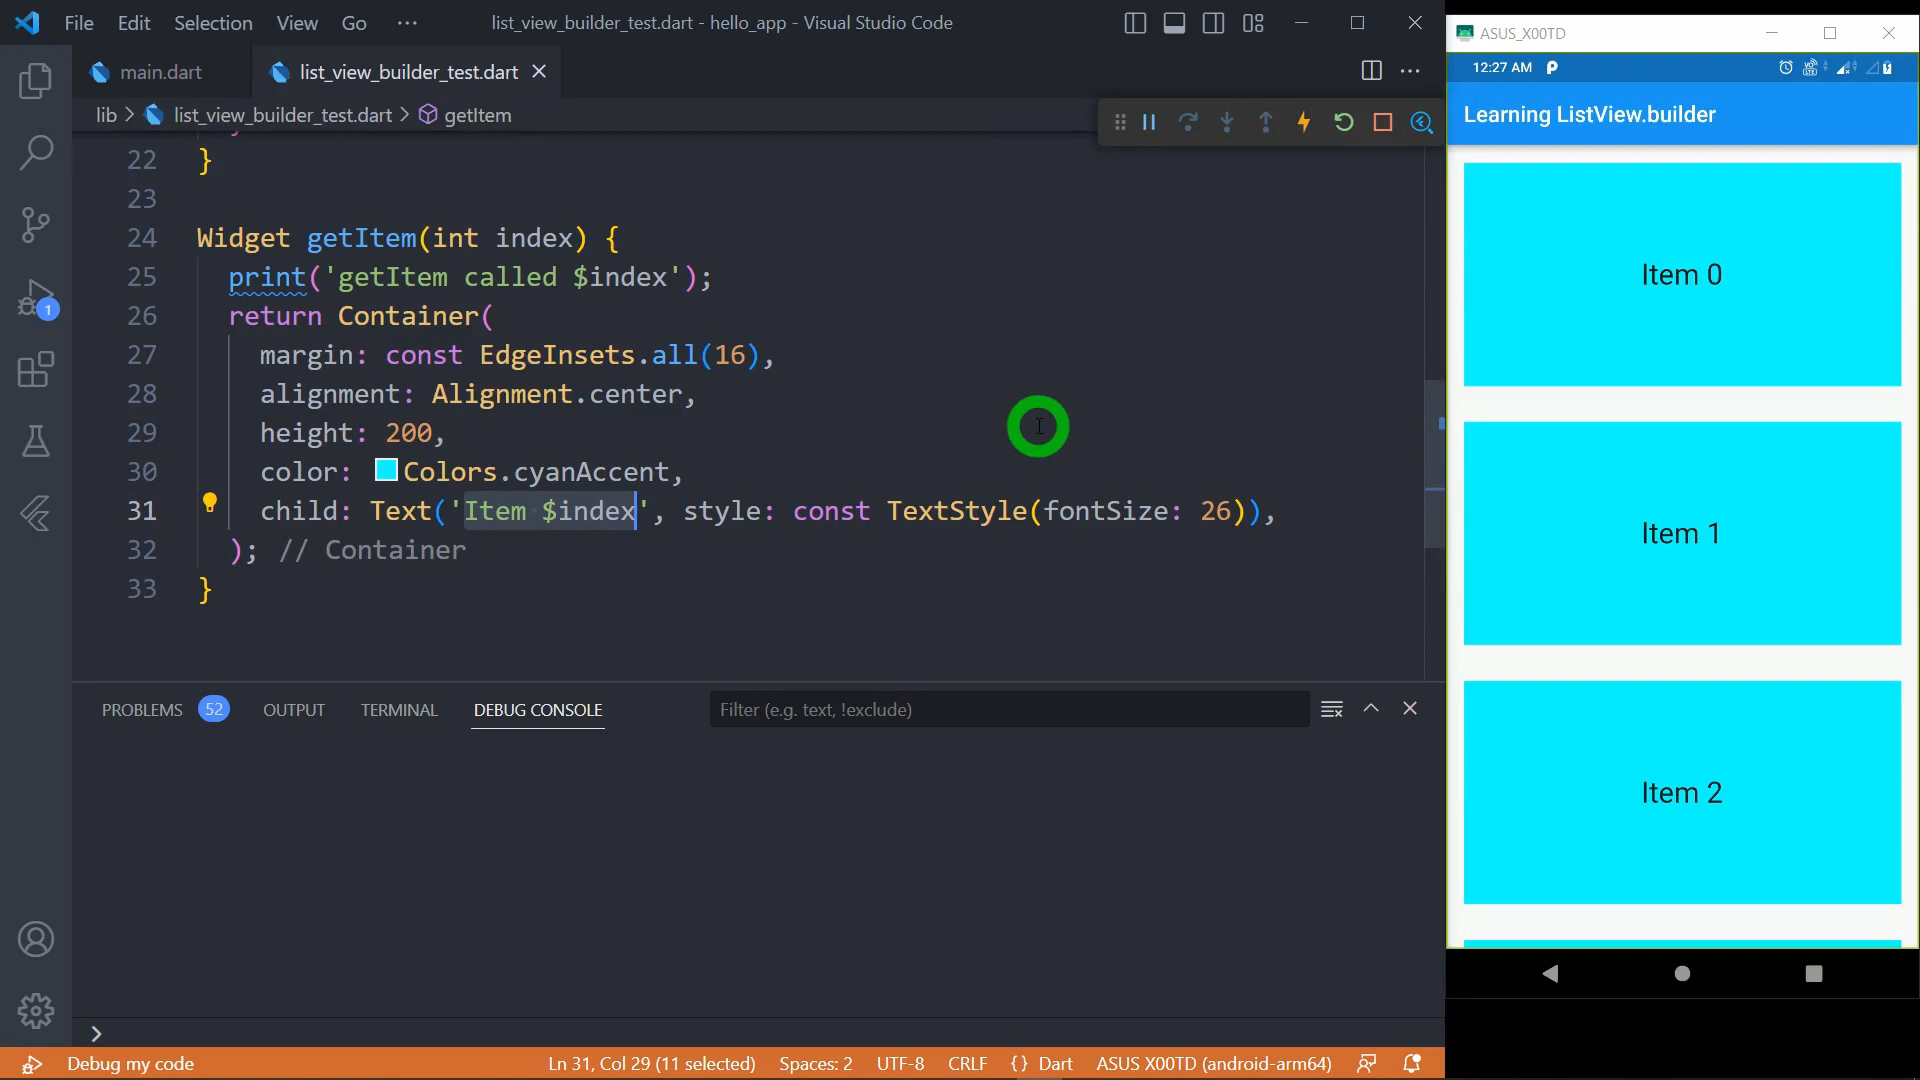 File Edit Selection View Go ···
list_view_builder_test.dart - hello_app - Visual Studio Code
main.dart
list_view_builder_test.dart
lib > list_view_builder_test.dart > getItem
22 }
23
24 Widget getItem(int index) {
25 print('getItem called $index');
26 return Container(
27 margin: const EdgeInsets.all(16),
28 alignment: Alignment.center,
29 height: 200,
30 color: Colors.cyanAccent,
31 child: Text('Item $index', style: const TextStyle(fontSize: 26)),
32 ); // Container
33 }
1
PROBLEMS 52 OUTPUT TERMINAL DEBUG CONSOLE
Filter (e.g. text, !exclude)
>
Debug my code
Ln 31, Col 29 (11 selected) Spaces: 2 UTF-8 CRLF {} Dart ASUS X00TD (android-arm64)
ASUS_X00TD
12:27 AM
Learning ListView.builder
Item 0
Item 1
Item 2